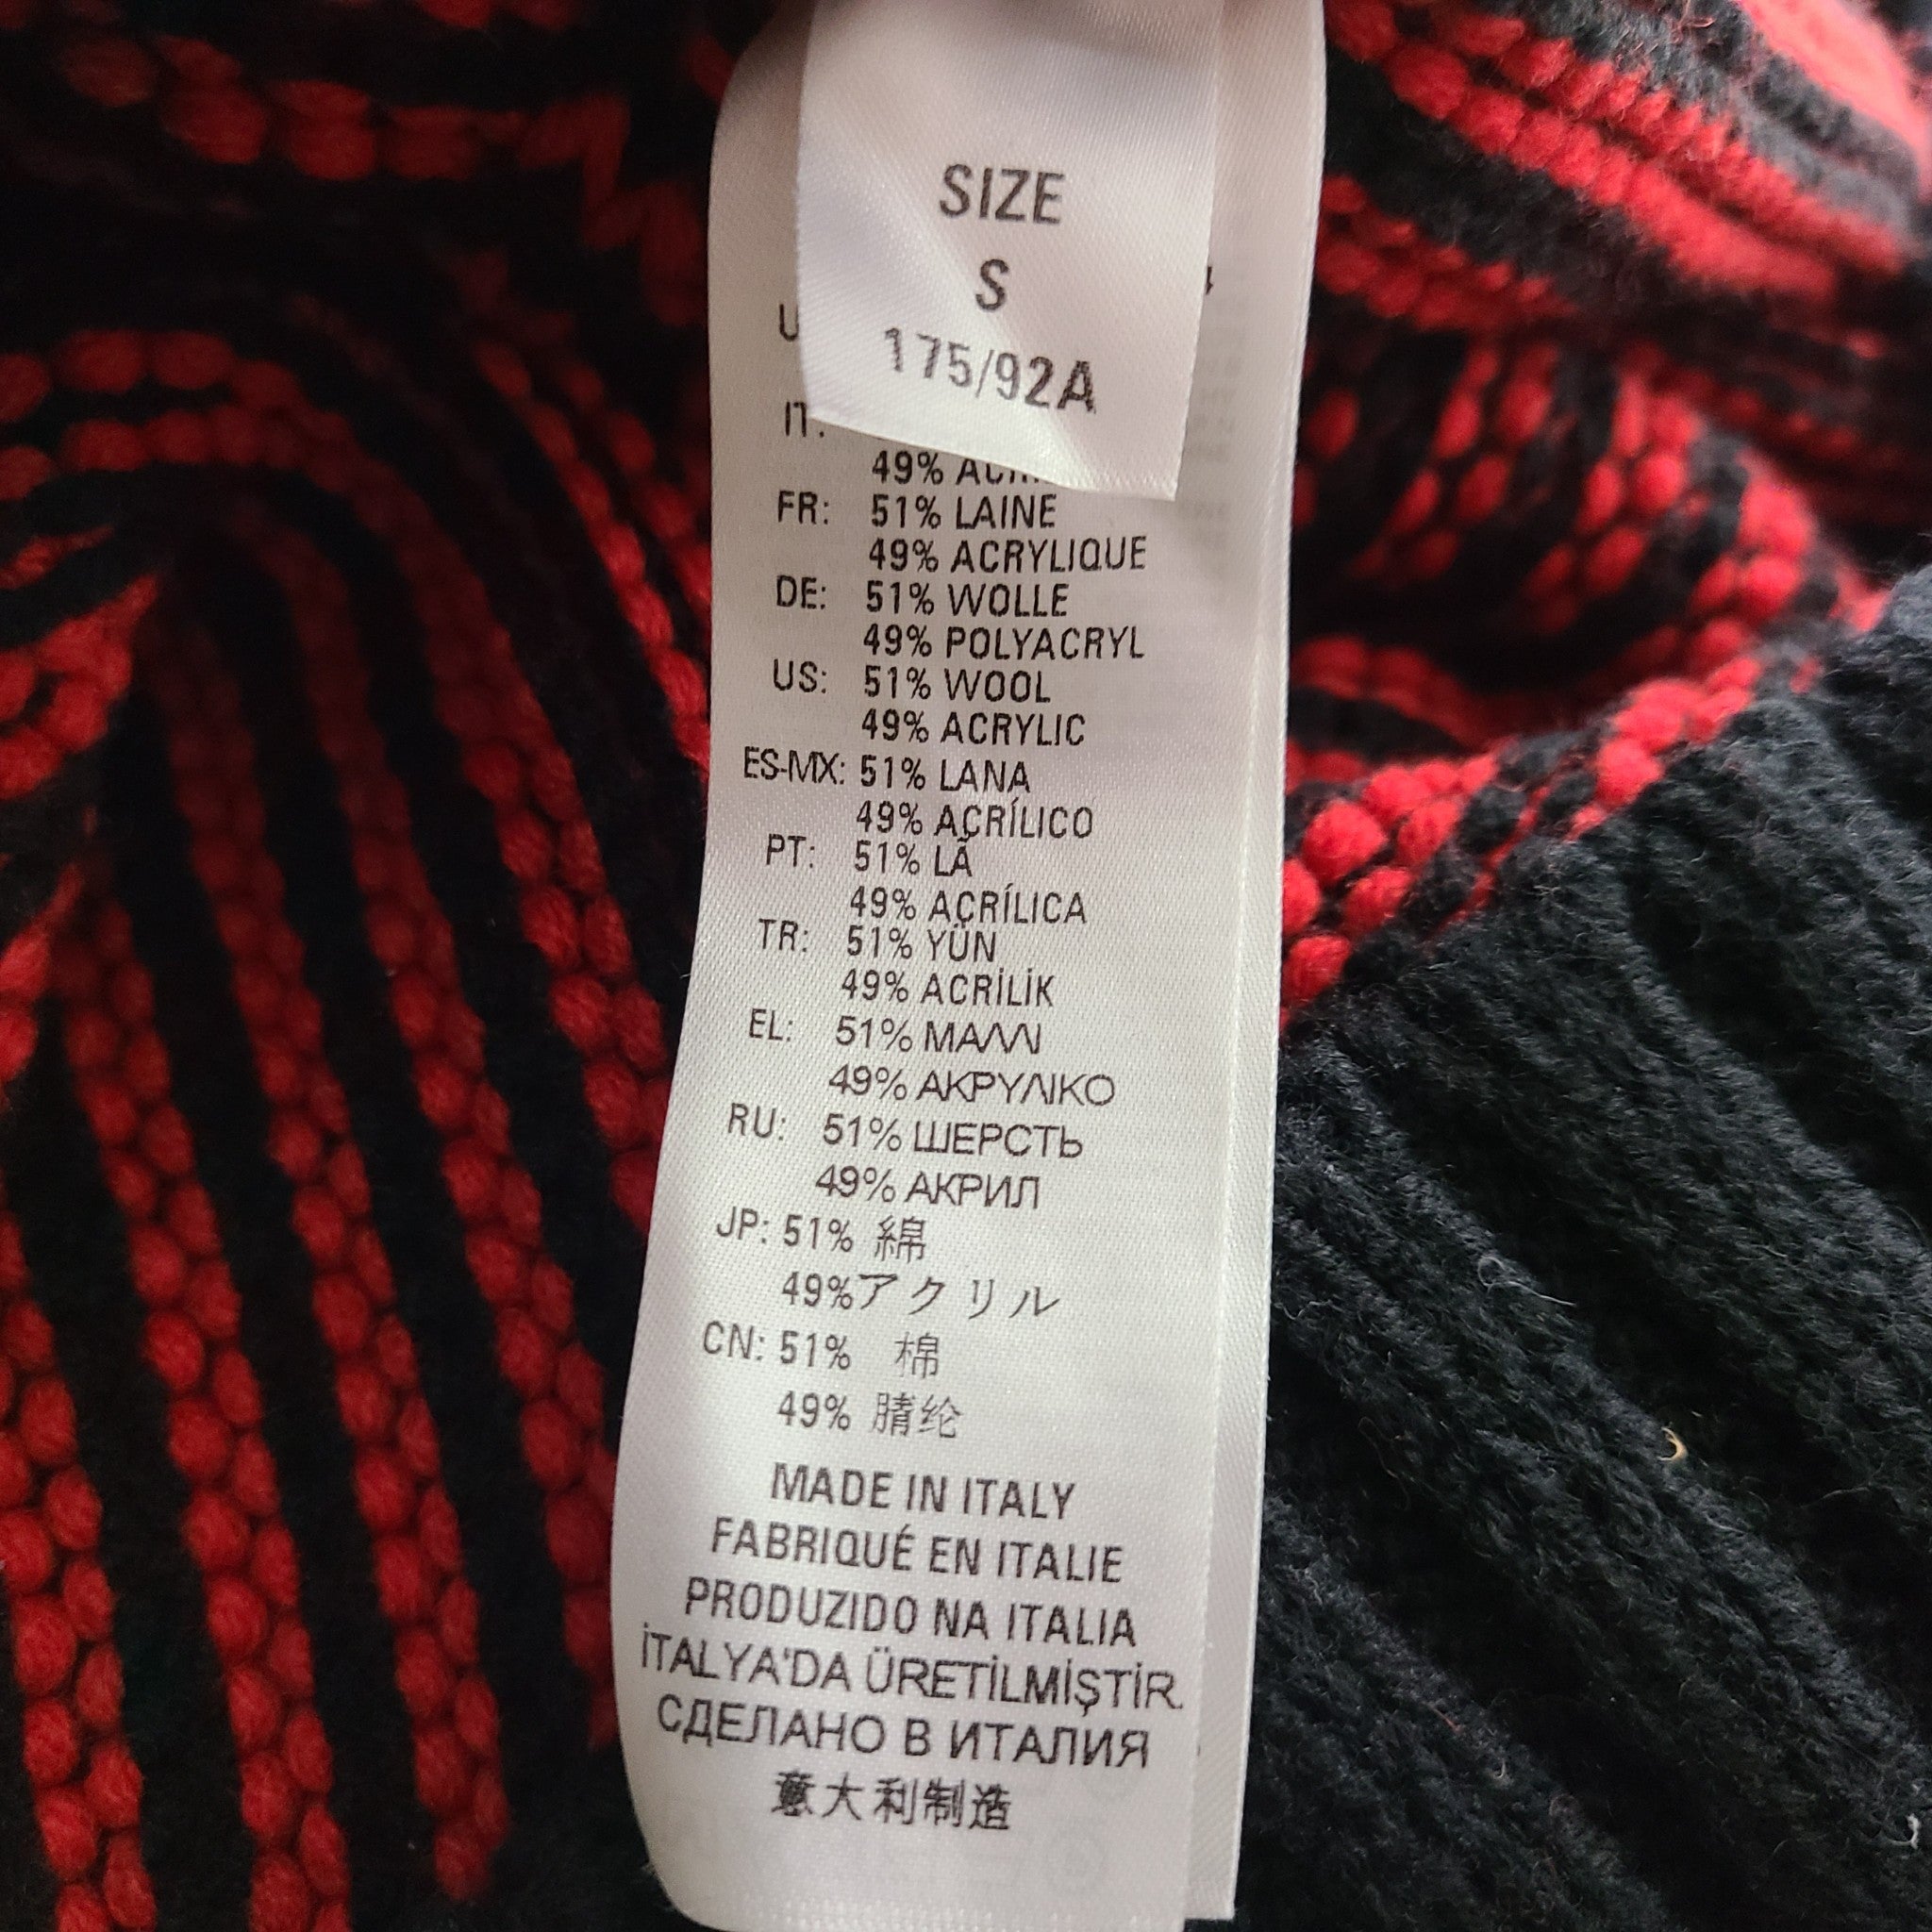 SIZE
S
175/92A
IT:
49%
FR: 51% LAINE
49% ACRYLIQUE
DE: 51% WOLLE
49% POLYACRYL
US: 51% WOOL
49% ACRYLIC
ES-MX: 51% LANA
49% ACRÍLICO
PT: 51% LÃ
49% ACRÍLICA
TR: 51% YÜN
49% ACRİLİK
EL: 51% ΜΑΛΛΙ
49% ΑΚΡΥΛΙΚΟ
RU: 51% ШЕРСТЬ
49% АКРИЛ
JP: 51% 綿
49%アクリル
CN: 51% 棉
49% 腈纶
MADE IN ITALY
FABRIQUÉ EN ITALIE
PRODUZIDO NA ITALIA
İTALYA'DA ÜRETİLMİŞTİR.
СДЕЛАНО В ИТАЛИЯ
意大利制造